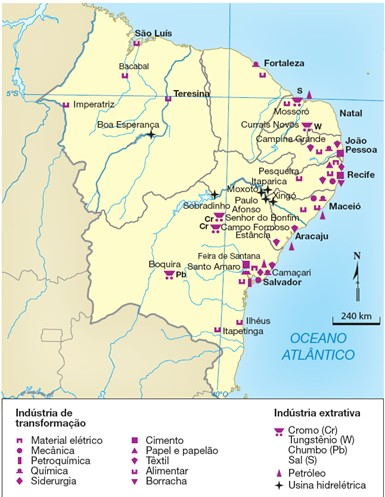 São Luís
Fortaleza
Bacabal
S
5°S
Teresina
Imperatriz
Mossoró
Natal
Currais Novos
W
Boa Esperança
Campina Grande
João
Pessoa
Pesqueira
Recife
Moxotó
Itaparica
Sobradinho
Paulo
Afonso
Xingó
Maceió
Cr
Senhor do Bonfim
Cr
Campo Formoso
Estância
Aracaju
Feira de Santana
Boquira
Santo Amaro
Camaçari
Pb
Salvador
N
Ilhéus
Itapetinga
OCEANO
ATLÂNTICO
240 km
40°O
Indústria de
transformação
Material elétrico
Mecânica
Petroquímica
Química
Siderurgia
Cimento
Papel e papelão
Têxtil
Alimentar
Borracha
Indústria extrativa
Cromo (Cr)
Tungstênio (W)
Chumbo (Pb)
Sal (S)
Petróleo
Usina hidrelétrica